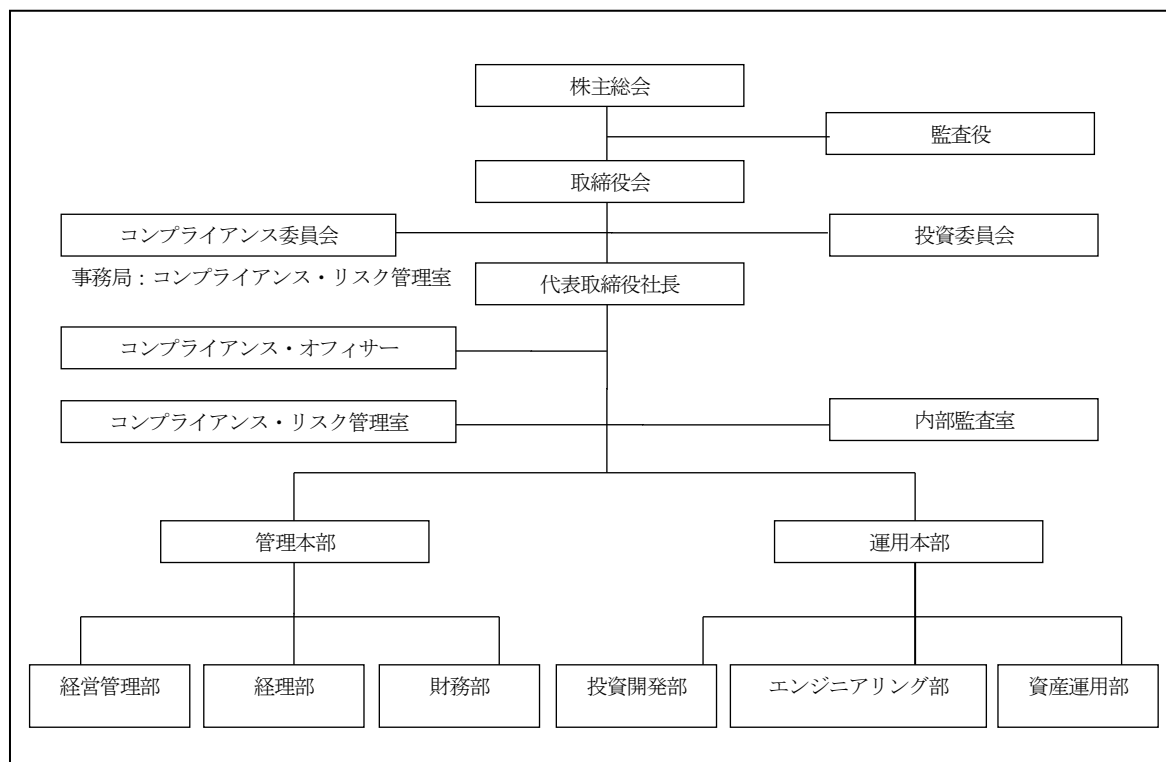 株主総会
監査役
取締役会
コンプライアンス委員会
投資委員会
事務局：コンプライアンス・リスク管理室
代表取締役社長
コンプライアンス・オフィサー
コンプライアンス・リスク管理室
内部監査室
管理本部
運用本部
経営管理部
経理部
財務部
投資開発部
エンジニアリング部
資産運用部